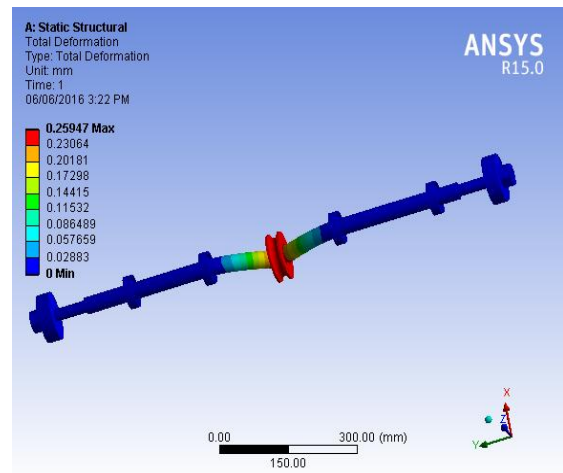 A: Static Structural
Total Deformation
Type: Total Deformation
Unit: mm
Time: 1
06/06/2016 3:22 PM
ANSYS
R15.0
0.25947 Max
0.23064
0.20181
0.17298
0.14415
0.11532
0.086489
0.057659
0.02883
0 Min
0.00
300.00 (mm)
150.00
X
Y
Z